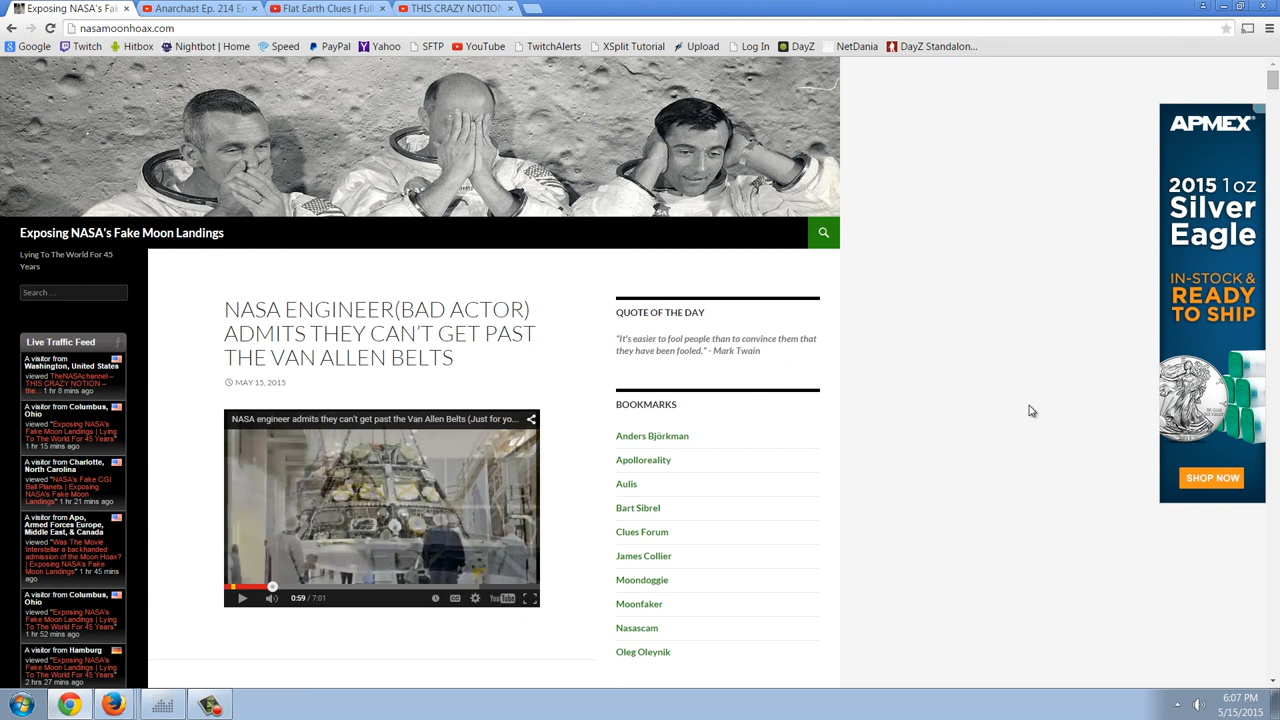 Exposing NASA's Fak
Anarchast Ep. 214 En
Flat Earth Clues | Full
THIS CRAZY NOTION
nasamoonhoax.com
Google
Twitch
Hitbox
Nightbot | Home
Speed
PayPal
Yahoo
SFTP
YouTube
TwitchAlerts
XSplit Tutorial
Upload
Log In
DayZ
NetDania
DayZ Standalon...
Exposing NASA's Fake Moon Landings
Lying To The World For 45
Years
Search ...
Live Traffic Feed
A visitor from
Washington, United States
viewed "TheNASAchannel –
THIS CRAZY NOTION –
the... 1 hr 8 mins ago
A visitor from Columbus,
Ohio
viewed "Exposing NASA's
Fake Moon Landings | Lying
To The World For 45 Years"
1 hr 15 mins ago
A visitor from Charlotte,
North Carolina
viewed "NASA's Fake CGI
Ball Planets | Exposing
NASA's Fake Moon
Landings" 1 hr 21 mins ago
A visitor from Apo,
Armed Forces Europe,
Middle East, & Canada
viewed "Was The Movie
Interstellar a backhanded
admission of the Moon Hoax?
| Exposing NASA's Fake
Moon Landings" 1 hr 45 mins
ago
A visitor from Columbus,
Ohio
viewed "Exposing NASA's
Fake Moon Landings | Lying
To The World For 45 Years"
1 hr 52 mins ago
A visitor from Hamburg
viewed "Exposing NASA's
Fake Moon Landings | Lying
To The World For 45 Years"
2 hrs 27 mins ago
NASA ENGINEER(BAD ACTOR)
ADMITS THEY CAN'T GET PAST
THE VAN ALLEN BELTS
MAY 15, 2015
NASA engineer admits they can't get past the Van Allen Belts (Just for yo...
0:59 / 7:01
YouTube
QUOTE OF THE DAY
"It's easier to fool people than to convince them that
they have been fooled." - Mark Twain
BOOKMARKS
Anders Björkman
Apolloreality
Aulis
Bart Sibrel
Clues Forum
James Collier
Moondoggie
Moonfaker
Nasascam
Oleg Oleynik
APMEX
2015 1 oz
Silver
Eagle
IN-STOCK &
READY
TO SHIP
SHOP NOW
6:07 PM
5/15/2015